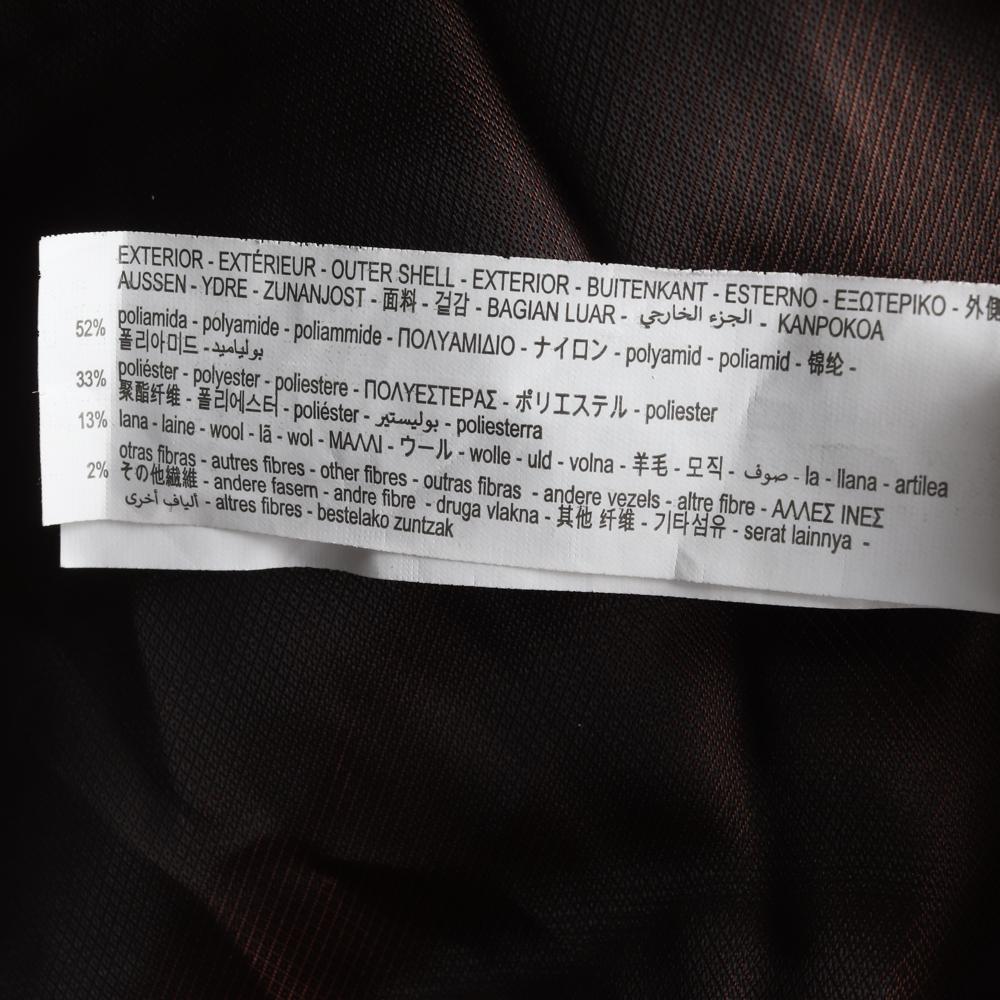 EXTERIOR - EXTÉRIEUR - OUTER SHELL - EXTERIOR - BUITENKANT - ESTERNO - ΕΞΩΤΕΡΙΚΟ - 外側
AUSSEN - YDRE - ZUNANJOST - 面料 - 겉감 - BAGIAN LUAR - الجزء الخارجي - KANPOKOA
52% poliamida - polyamide - poliammide - ΠΟΛΥΑΜΙΔΙΟ - ナイロン - polyamid - poliamid - 锦纶 -
폴리아미드 - بولياميد
33% poliéster - polyester - poliestere - ΠΟΛΥΕΣΤΕΡΑΣ - ポリエステル - poliester
聚酯纤维 - 폴리에스터 - poliéster - بوليستير - poliesterra
13% lana - laine - wool - lã - wol - ΜΑΛΛΙ - ウール - wolle - uld - volna - 羊毛 - 모직 - صوف - la - llana - artilea
2% otras fibras - autres fibres - other fibres - outras fibras - andere vezels - altre fibre - ΑΛΛΕΣ ΙΝΕΣ
その他繊維 - andere fasern - andre fibre - druga vlakna - 其他 纤维 - 기타섬유 - serat lainnya -
ألياف أخرى - altres fibres - bestelako zuntzak